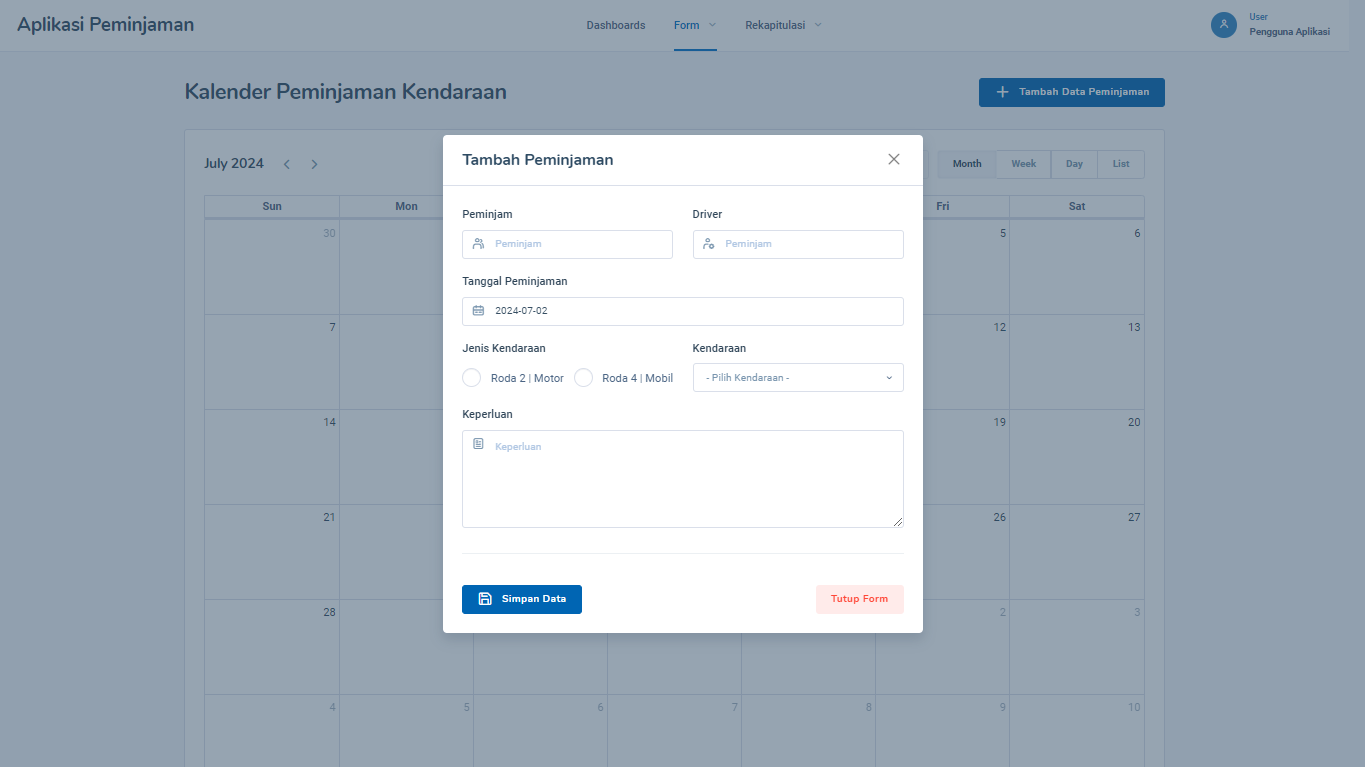 Aplikasi Peminjaman
Dashboards Form Rekapitulasi
User
Pengguna Aplikasi
Kalender Peminjaman Kendaraan
Tambah Data Peminjaman
July 2024
Month Week Day List
Sun Mon Fri Sat
Tambah Peminjaman
Peminjam Driver
Peminjam Peminjam
Tanggal Peminjaman
2024-07-02
Jenis Kendaraan Kendaraan
Roda 2 | Motor Roda 4 | Mobil - Pilih Kendaraan -
Keperluan
Keperluan
Simpan Data Tutup Form
30 5 6
7 12 13
14 19 20
21 26 27
28 2 3
4 5 6 7 8 9 10